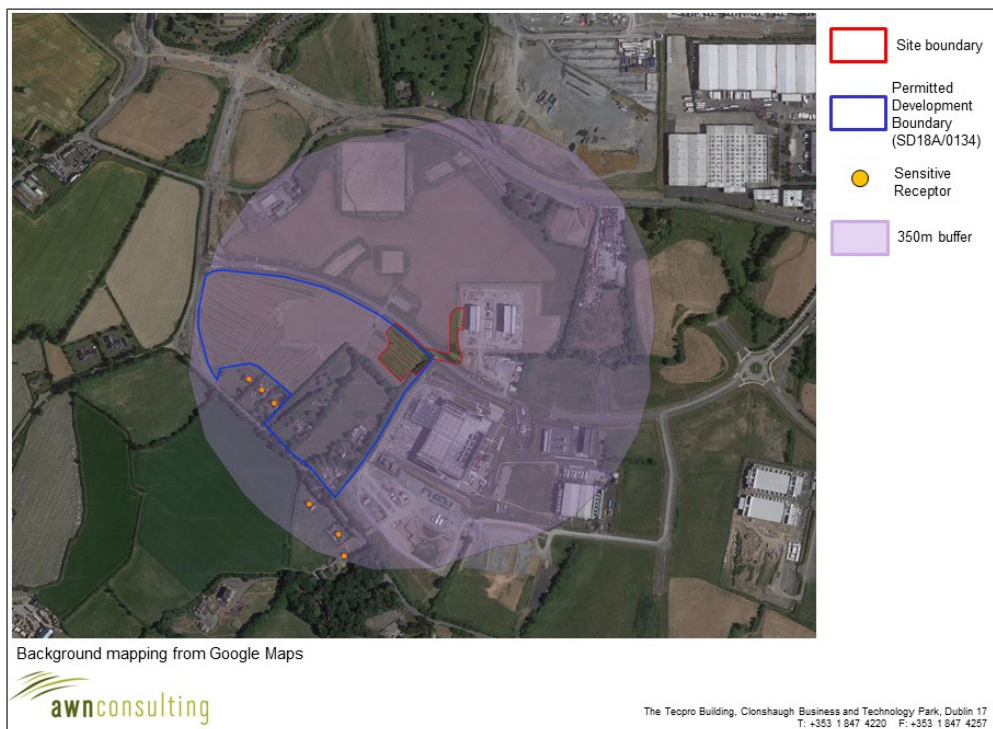 Site boundary
Permitted
Development
Boundary
(SD18A/0134)
Sensitive
Receptor
350m buffer
Background mapping from Google Maps
awnconsulting
The Tecpro Building, Clonshaugh Business and Technology Park, Dublin 17
T: +353 1 847 4220 F: +353 1 847 4257